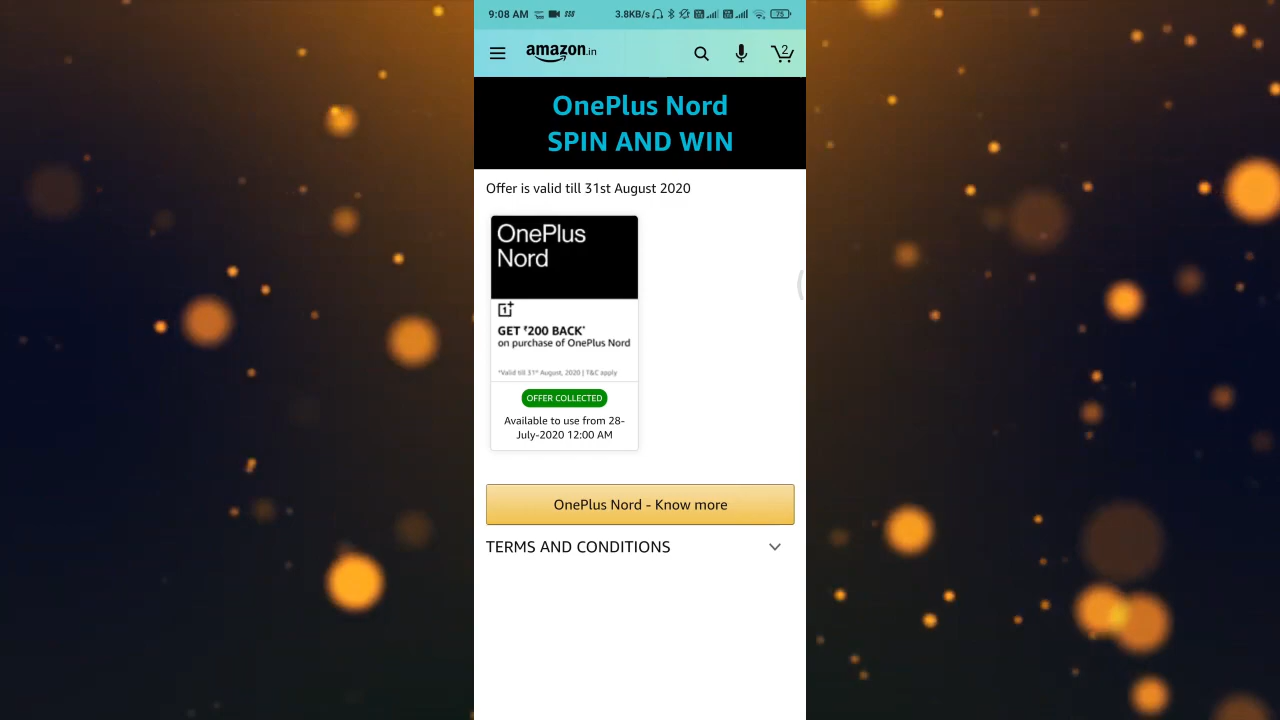 9:08 AM 3.8KB/s 75
amazon.in 2
OnePlus Nord
SPIN AND WIN
Offer is valid till 31st August 2020
OnePlus
Nord
GET ₹200 BACK*
on purchase of OnePlus Nord
*Valid till 31st August, 2020 | T&C apply
OFFER COLLECTED
Available to use from 28-
July-2020 12:00 AM
OnePlus Nord - Know more
TERMS AND CONDITIONS